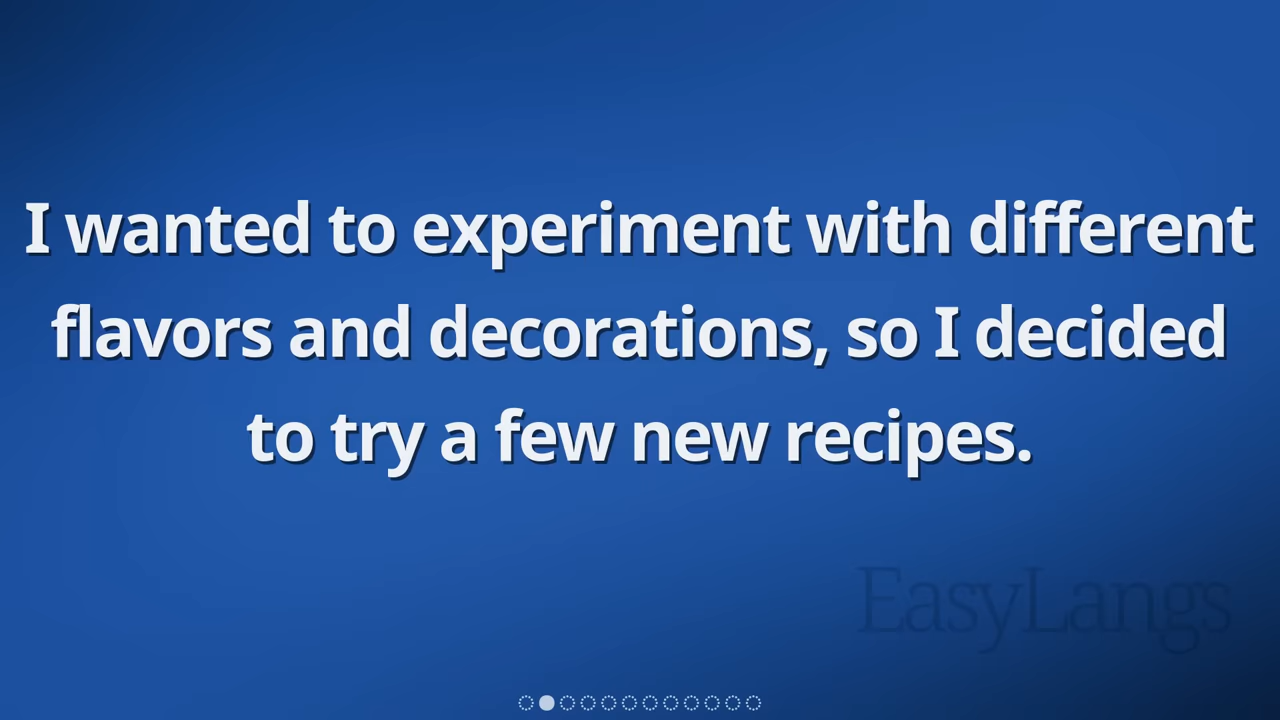 I wanted to experiment with different
flavors and decorations, so I decided
to try a few new recipes.
EasyLangs